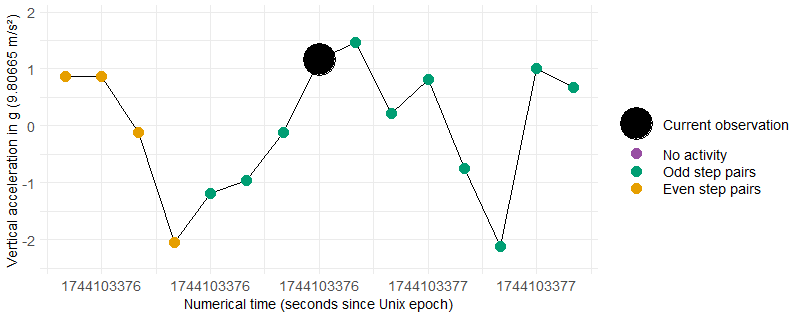 Vertical acceleration in g (9.80665 m/s²)
2
1
0
-1
-2
1744103376 1744103376 1744103376 1744103377 1744103377
Numerical time (seconds since Unix epoch)
Current observation
No activity
Odd step pairs
Even step pairs